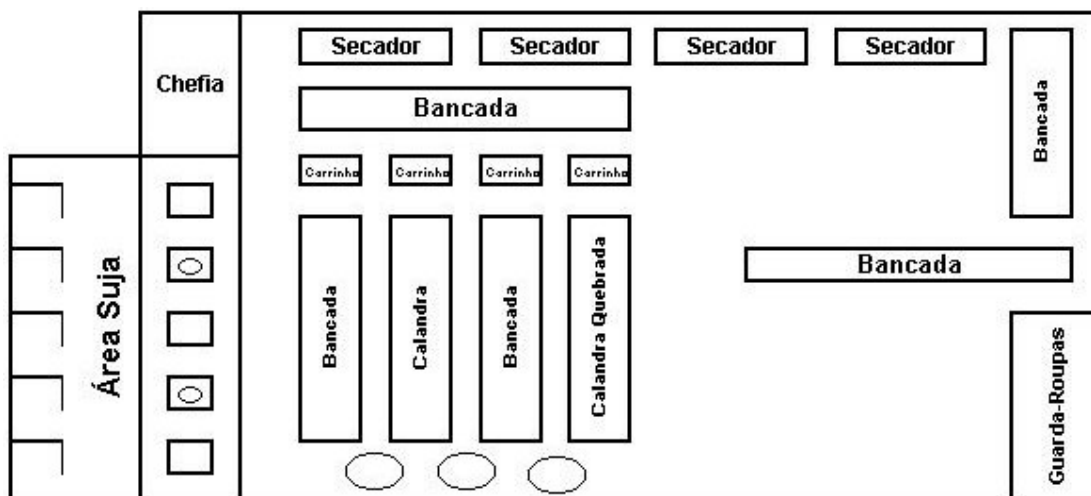 Secador
Secador
Secador
Secador
Chefia
Bancada
Bancada
Carrinho
Carrinho
Carrinho
Carrinho
Área Suja
Bancada
Calandra
Bancada
Calandra Quebrada
Bancada
Guarda-Roupas